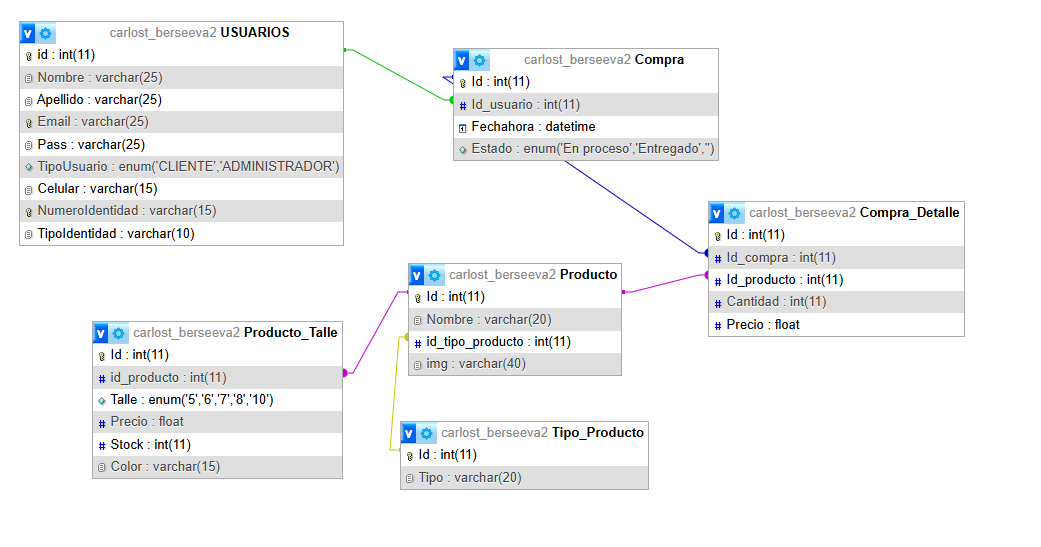 v carlost_berseeva2 USUARIOS
id : int(11)
Nombre : varchar(25)
Apellido : varchar(25)
Email : varchar(25)
Pass : varchar(25)
TipoUsuario : enum('CLIENTE','ADMINISTRADOR')
Celular : varchar(15)
NumeroIdentidad : varchar(15)
TipoIdentidad : varchar(10)
v carlost_berseeva2 Compra
Id : int(11)
# Id_usuario : int(11)
Fechahora : datetime
Estado : enum('En proceso','Entregado','')
v carlost_berseeva2 Compra_Detalle
Id : int(11)
# Id_compra : int(11)
# Id_producto : int(11)
# Cantidad : int(11)
# Precio : float
v carlost_berseeva2 Producto
Id : int(11)
Nombre : varchar(20)
# id_tipo_producto : int(11)
img : varchar(40)
v carlost_berseeva2 Producto_Talle
Id : int(11)
# id_producto : int(11)
Talle : enum('5','6','7','8','10')
# Precio : float
# Stock : int(11)
Color : varchar(15)
v carlost_berseeva2 Tipo_Producto
Id : int(11)
Tipo : varchar(20)